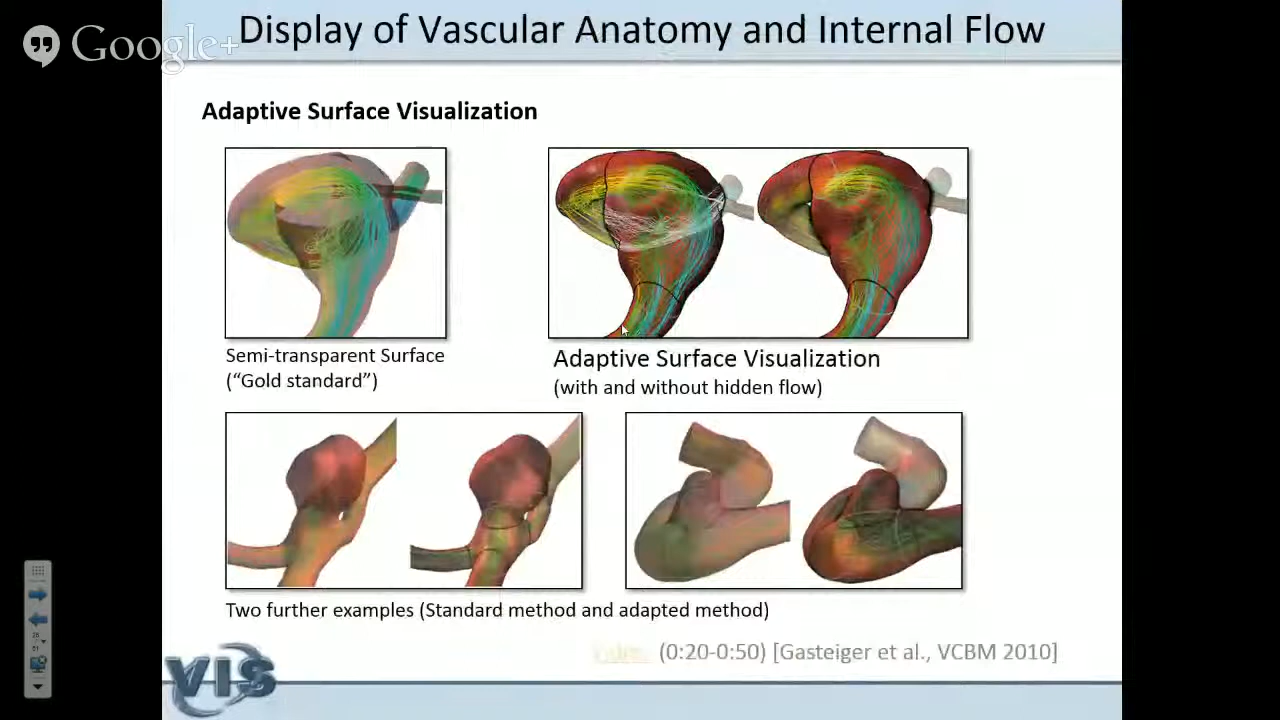 Google+
Display of Vascular Anatomy and Internal Flow
Adaptive Surface Visualization
Semi-transparent Surface
(“Gold standard”)
Adaptive Surface Visualization
(with and without hidden flow)
Two further examples (Standard method and adapted method)
(0:20-0:50) [Gasteiger et al., VCBM 2010]
VIS